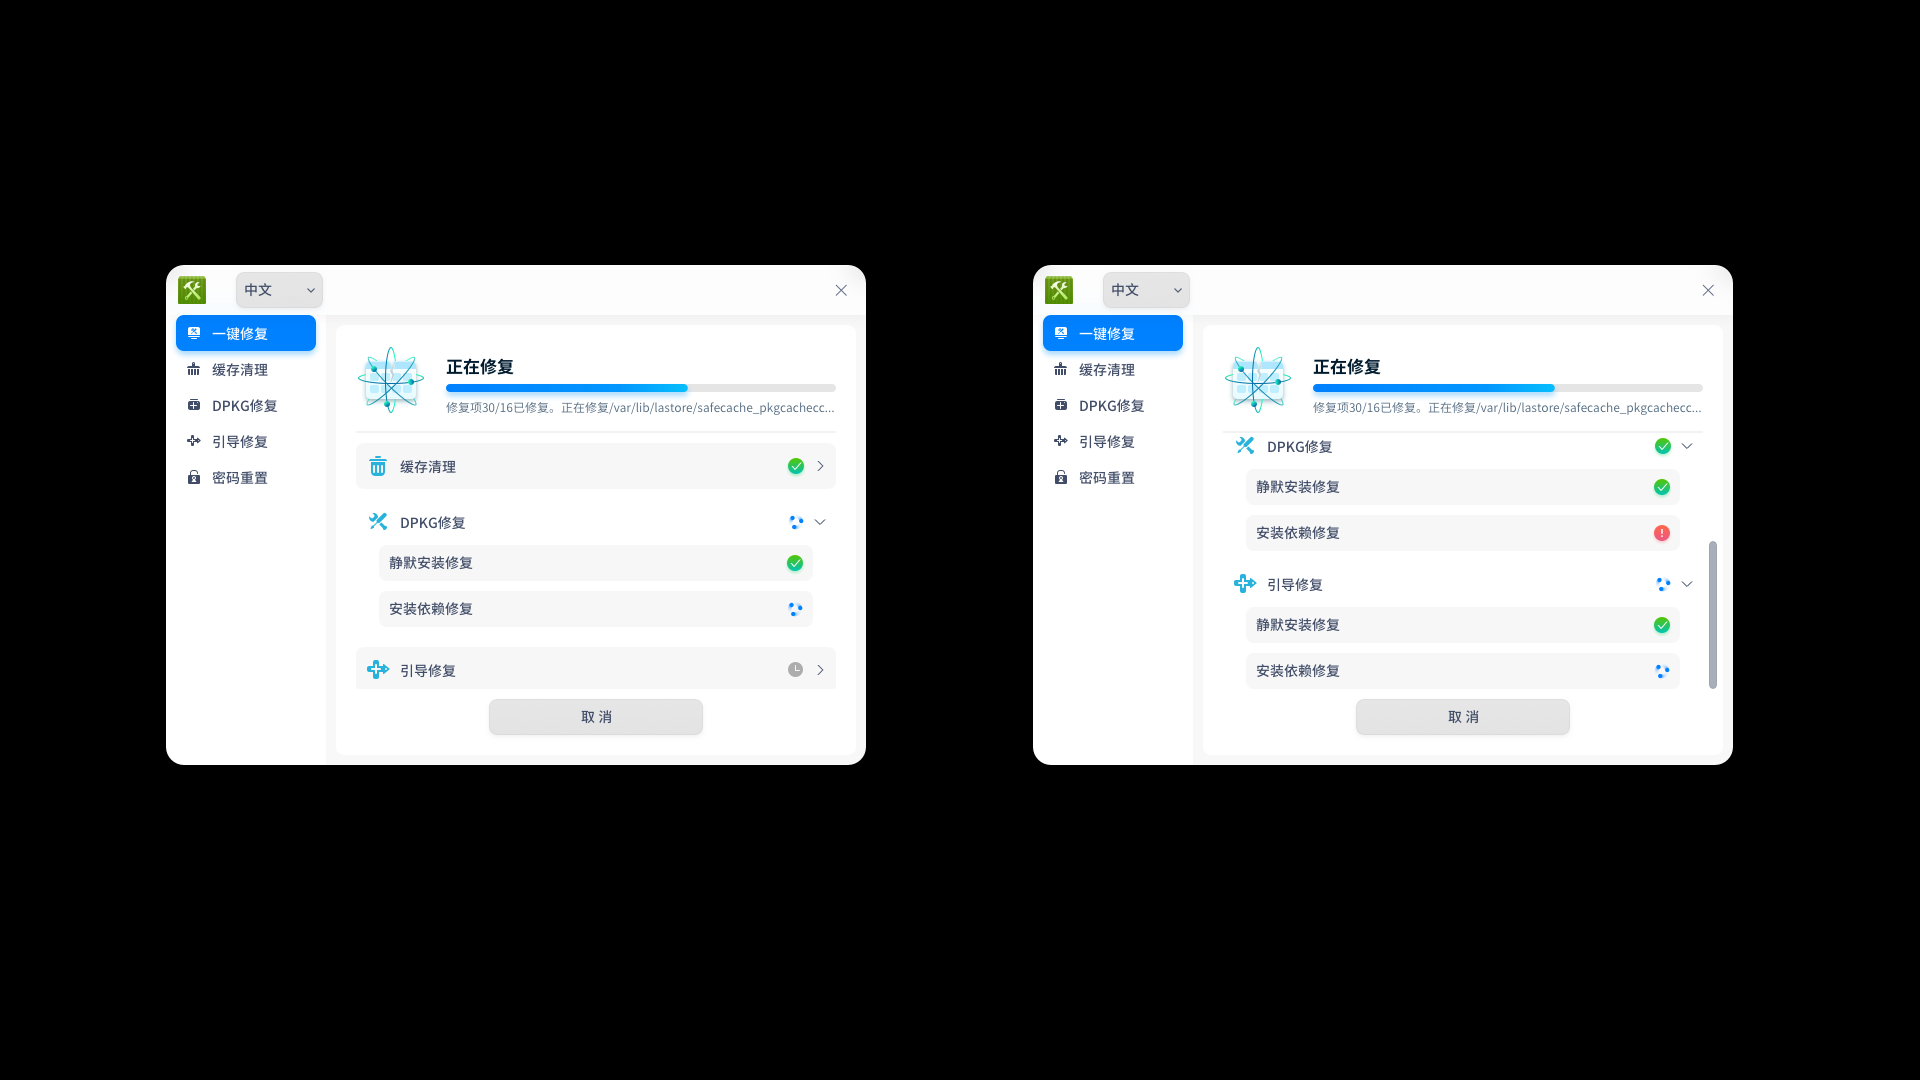 中文
一键修复
缓存清理
DPKG修复
引导修复
密码重置
正在修复
修复项30/16已修复。正在修复/var/lib/lastore/safecache_pkgcachecc...
缓存清理
DPKG修复
静默安装修复
安装依赖修复
引导修复
取 消
中文
一键修复
缓存清理
DPKG修复
引导修复
密码重置
正在修复
修复项30/16已修复。正在修复/var/lib/lastore/safecache_pkgcachecc...
DPKG修复
静默安装修复
安装依赖修复
引导修复
静默安装修复
安装依赖修复
取 消